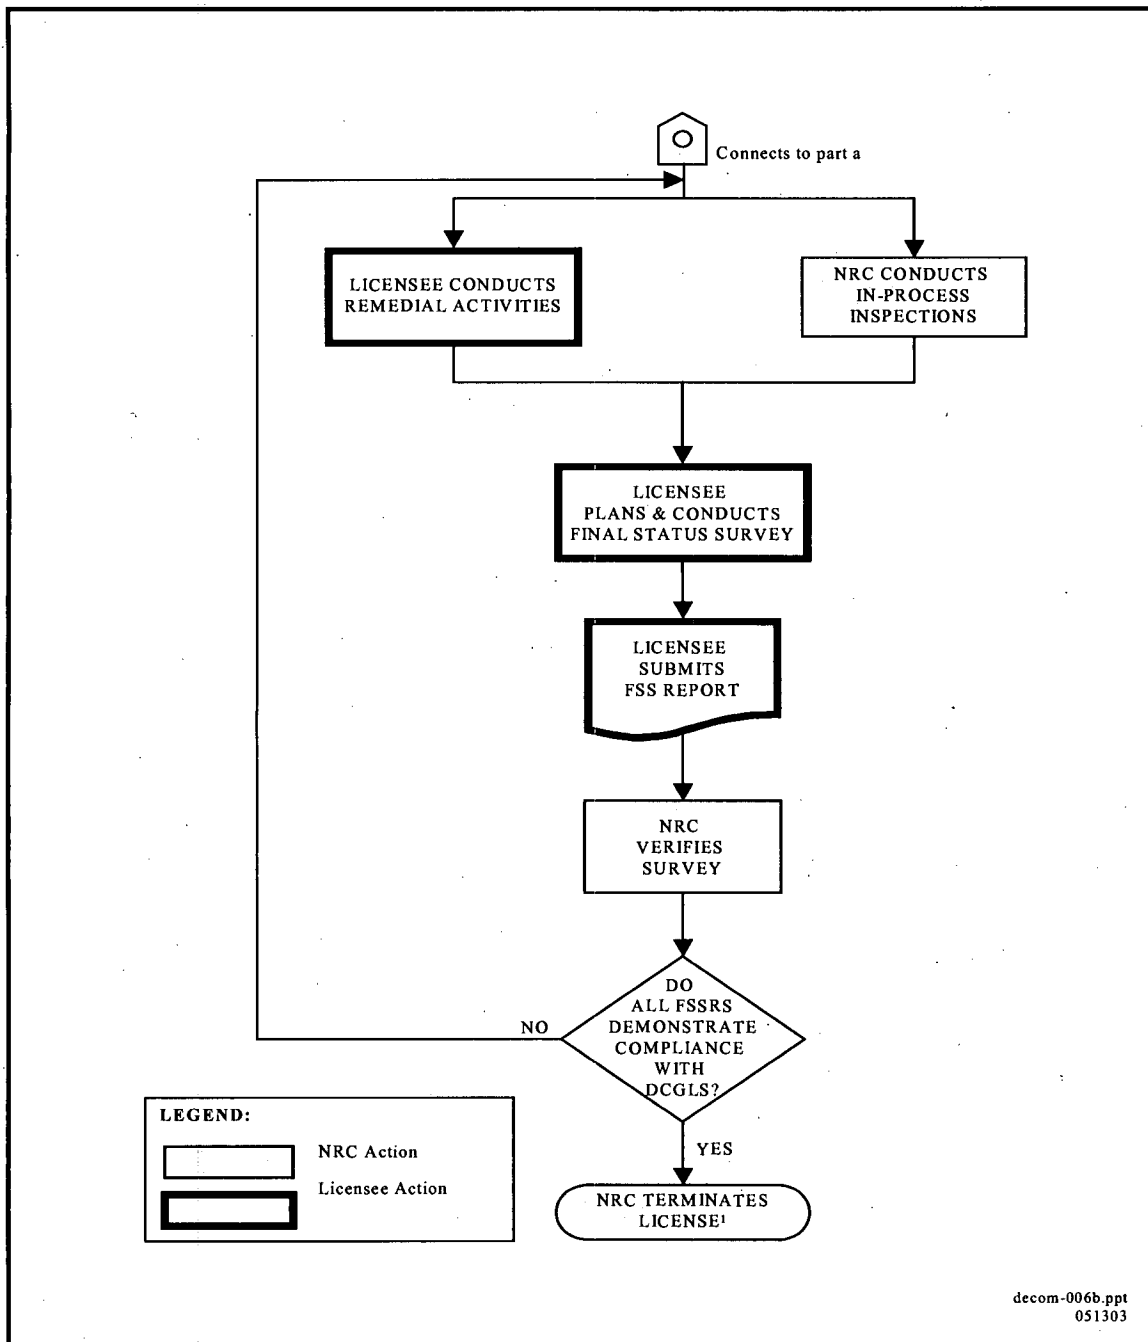 Connects to part a
LICENSEE CONDUCTS
REMEDIAL ACTIVITIES
NRC CONDUCTS
IN-PROCESS
INSPECTIONS
LICENSEE
PLANS & CONDUCTS
FINAL STATUS SURVEY
LICENSEE
SUBMITS
FSS REPORT
NRC
VERIFIES
SURVEY
DO
ALL FSSRS
DEMONSTRATE
COMPLIANCE
WITH
DCGLS?
NO
YES
NRC TERMINATES
LICENSE¹
LEGEND:
NRC Action
Licensee Action
decom-006b.ppt
051303